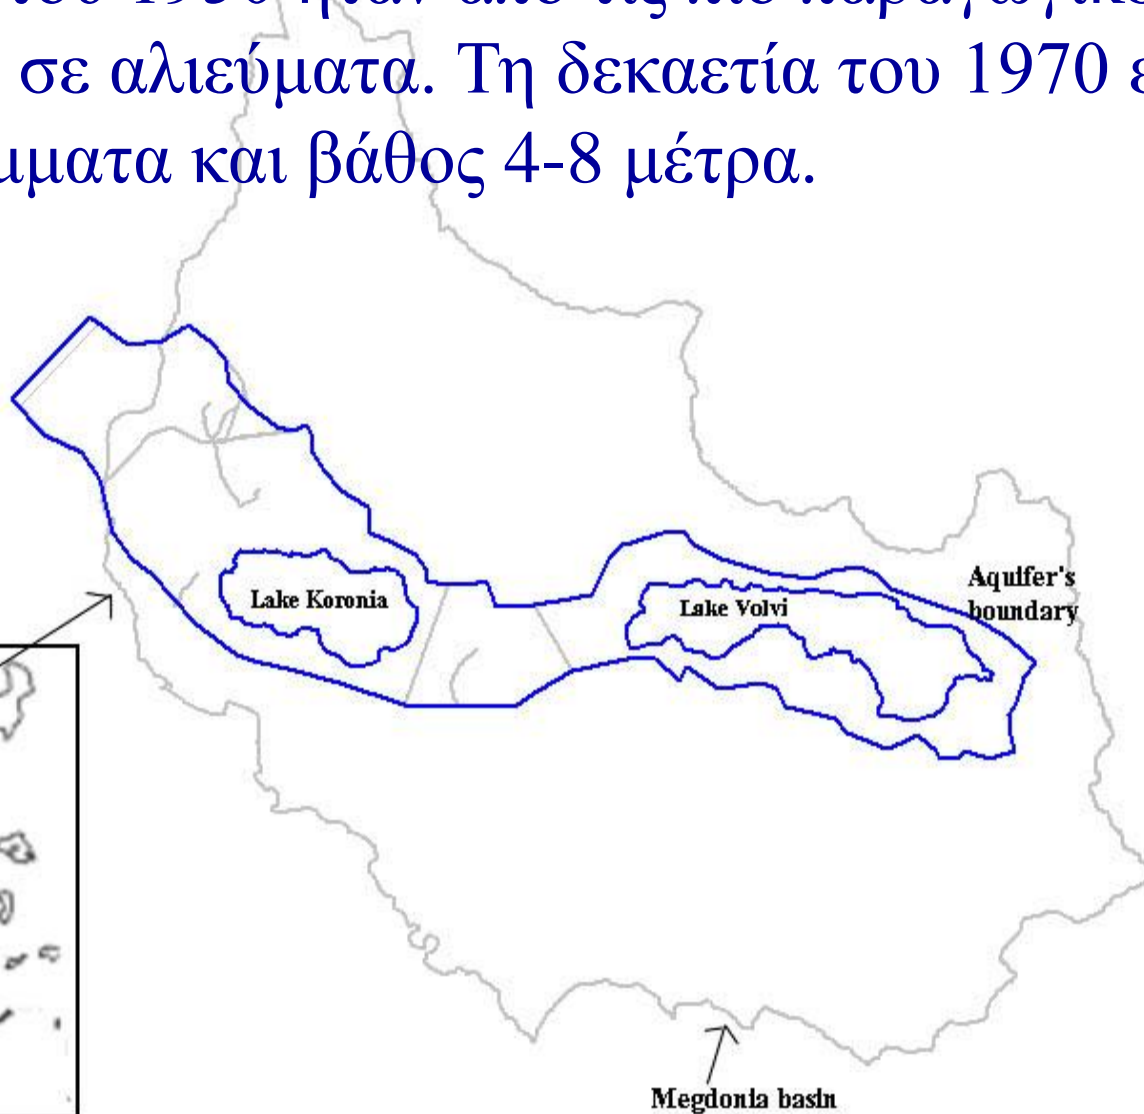 σε αλιεύματα. Τη δεκαετία του 1970
και βάθος 4-8 μέτρα.
Lake Koronia
Lake Volvi
Aquifer's
boundary
Megdonia basin